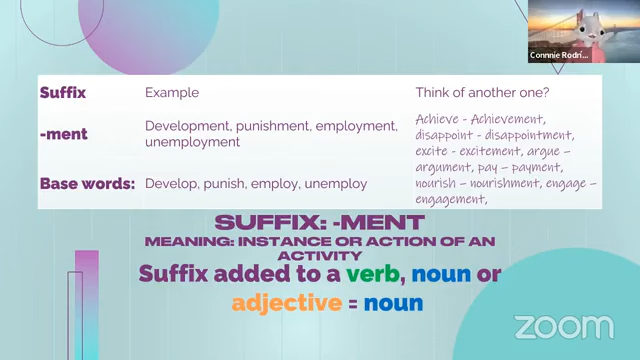 Connnie Rodrí...
Suffix
Example
Think of another one?
-ment
Development, punishment, employment,
unemployment
Achieve - Achievement,
disappoint - disappointment,
excite - excitement, argue –
argument, pay – payment,
nourish – nourishment, engage –
engagement,
Base words:
Develop, punish, employ, unemploy
SUFFIX: -MENT
MEANING: INSTANCE OR ACTION OF AN
ACTIVITY
Suffix added to a verb, noun or
adjective = noun
zoom